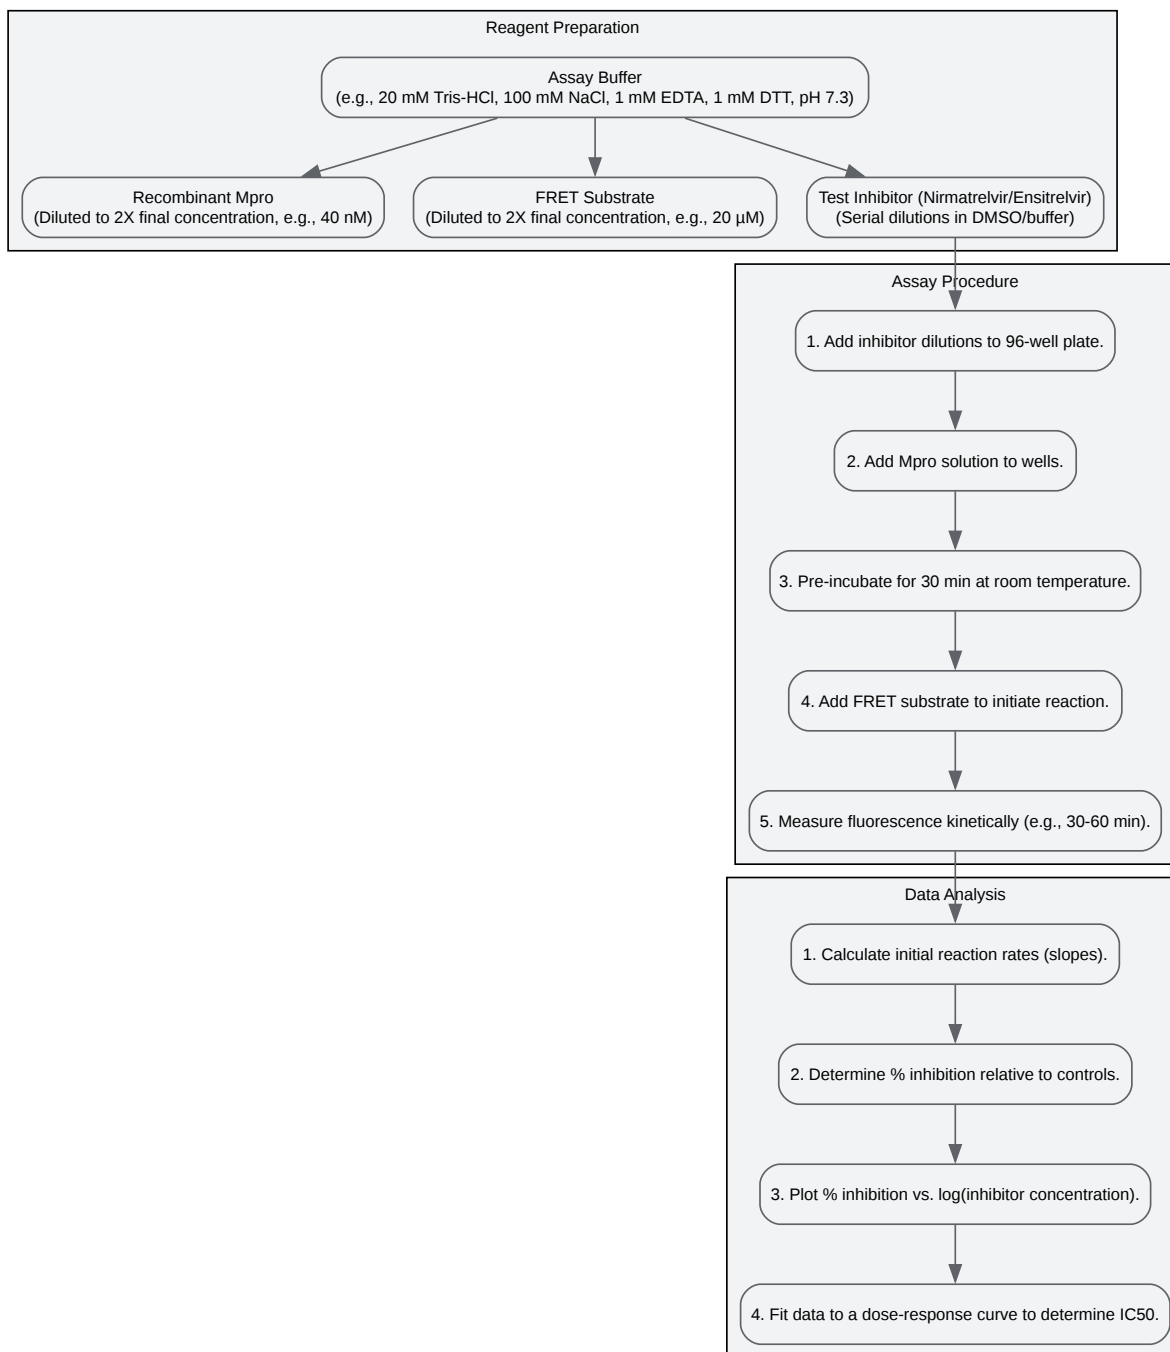 Reagent Preparation
Assay Buffer
(e.g., 20 mM Tris-HCl, 100 mM NaCl, 1 mM EDTA, 1 mM DTT, pH 7.3)
Recombinant Mpro
(Diluted to 2X final concentration, e.g., 40 nM)
FRET Substrate
(Diluted to 2X final concentration, e.g., 20 µM)
Test Inhibitor (Nirmatrelvir/Ensitrelvir)
(Serial dilutions in DMSO/buffer)
Assay Procedure
1. Add inhibitor dilutions to 96-well plate.
2. Add Mpro solution to wells.
3. Pre-incubate for 30 min at room temperature.
4. Add FRET substrate to initiate reaction.
5. Measure fluorescence kinetically (e.g., 30-60 min).
Data Analysis
1. Calculate initial reaction rates (slopes).
2. Determine % inhibition relative to controls.
3. Plot % inhibition vs. log(inhibitor concentration).
4. Fit data to a dose-response curve to determine IC50.